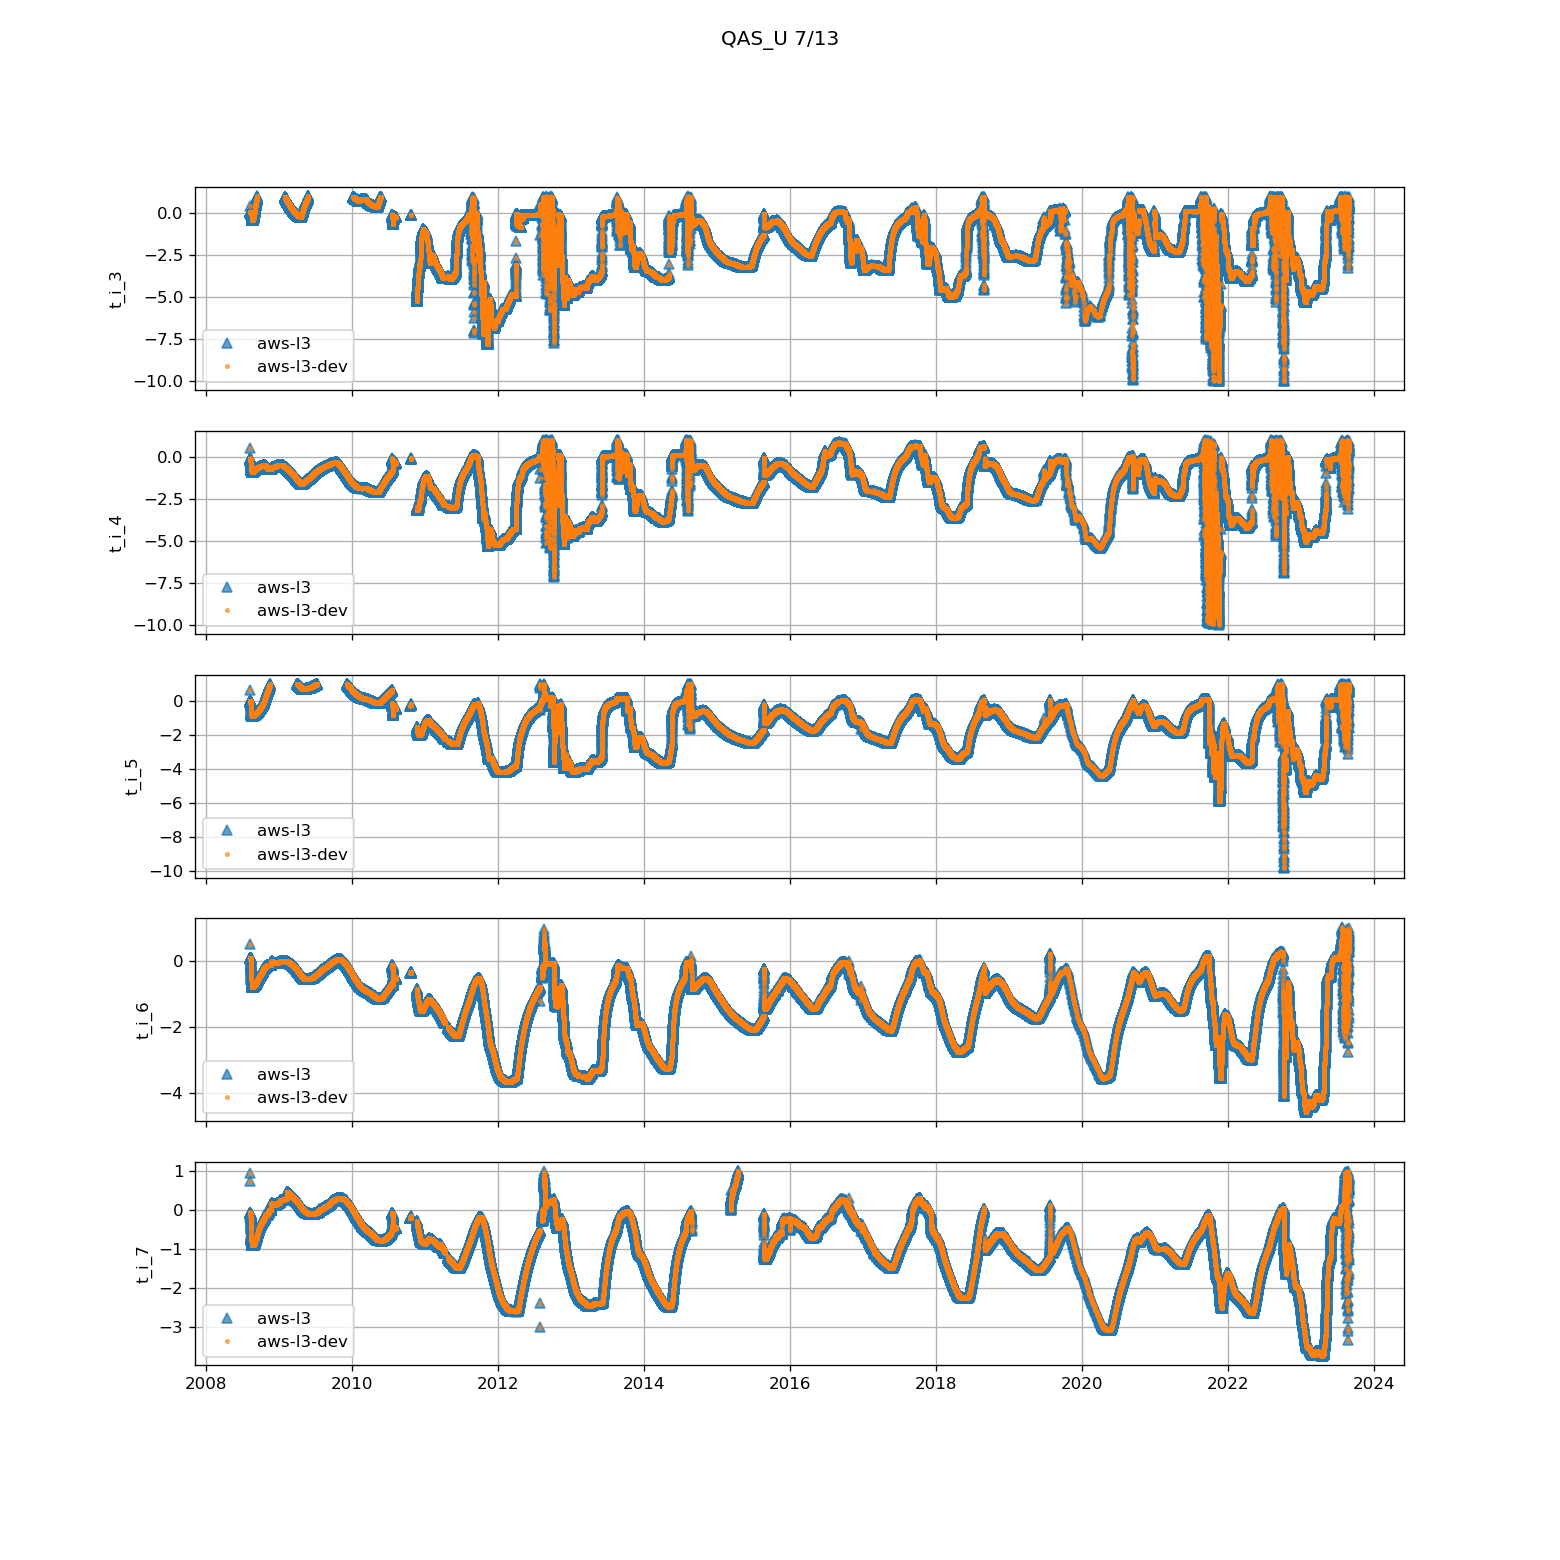 QAS_U 7/13
0.0
−2.5
−5.0
−7.5
−10.0
t_i_3
aws-l3
aws-l3-dev
0.0
−2.5
−5.0
−7.5
−10.0
t_i_4
aws-l3
aws-l3-dev
0
−2
−4
−6
−8
−10
t_i_5
aws-l3
aws-l3-dev
0
−2
−4
t_i_6
aws-l3
aws-l3-dev
1
0
−1
−2
−3
t_i_7
aws-l3
aws-l3-dev
2008 2010 2012 2014 2016 2018 2020 2022 2024